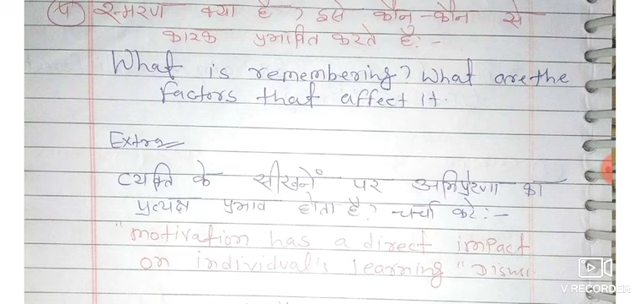 (4) स्मरण क्या है ? इसे कौन-कौन से
कारक प्रभावित करते है:-
What is remembering? What are the
factors that affect it.
Extra
व्यक्ति के सीखने पर अभिप्रेरणा का
प्रत्यक्ष प्रभाव होता है? चर्चा करे:-
"motivation has a direct impact
on individual's learning"
V RECORDER